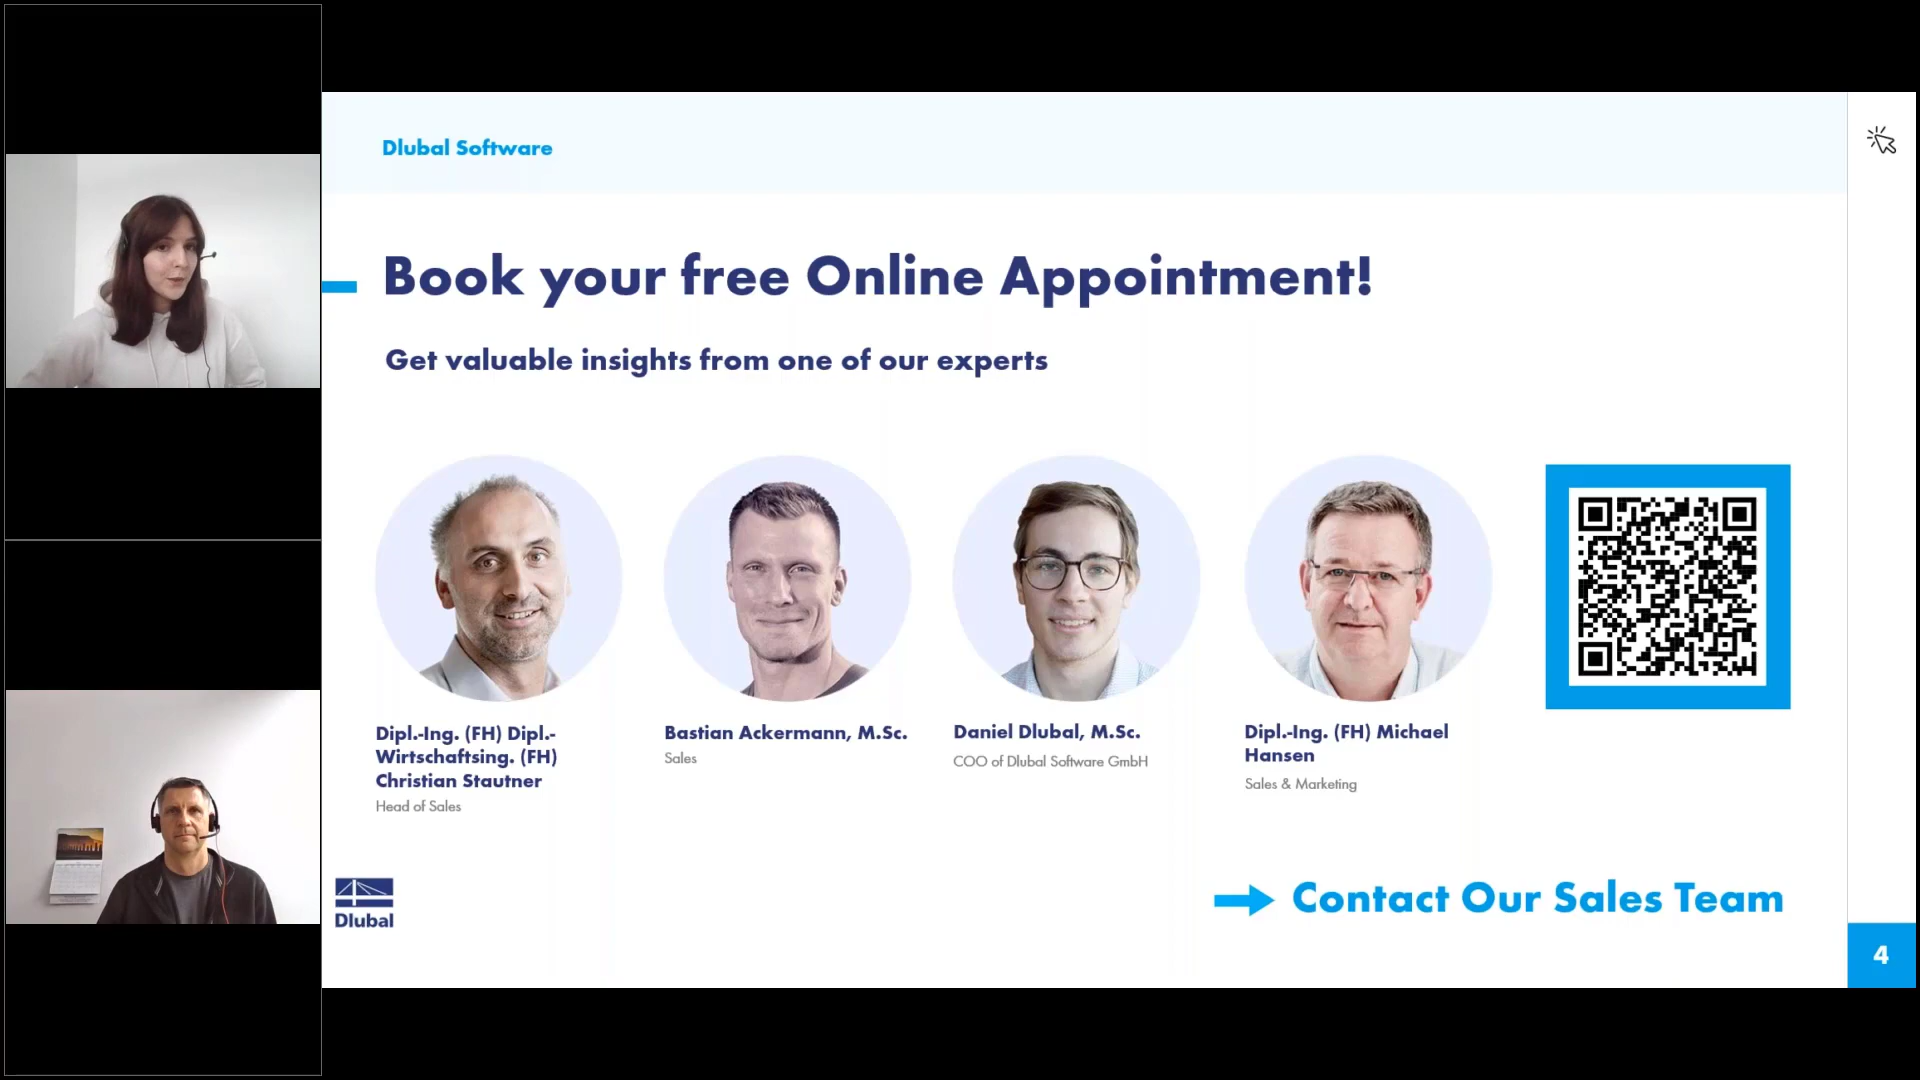 Dlubal Software
Book your free Online Appointment!
Get valuable insights from one of our experts
Dipl.-Ing. (FH) Dipl.-
Wirtschaftsing. (FH)
Christian Stautner
Head of Sales
Bastian Ackermann, M.Sc.
Sales
Daniel Dlubal, M.Sc.
COO of Dlubal Software GmbH
Dipl.-Ing. (FH) Michael
Hansen
Sales & Marketing
Dlubal
Contact Our Sales Team
4